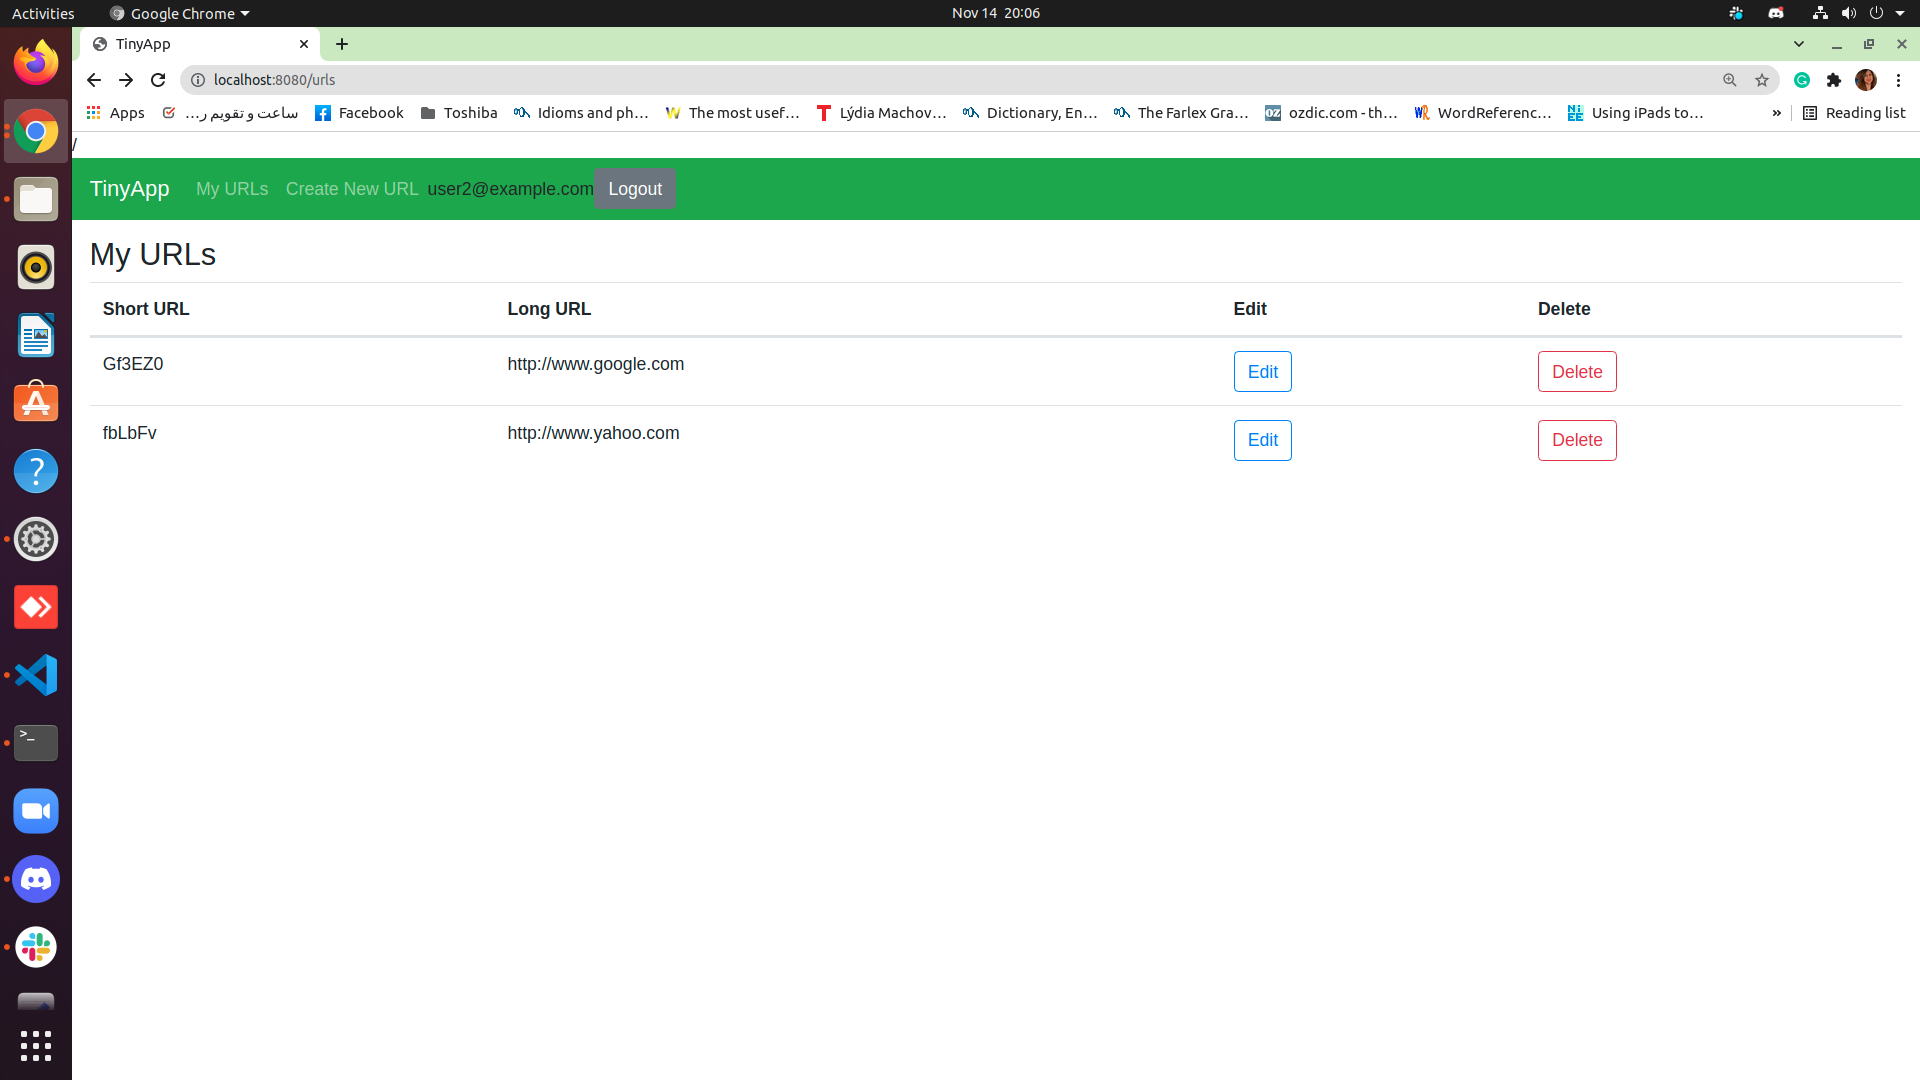 Activities Google Chrome Nov 14 20:06
TinyApp
localhost:8080/urls
Apps ساعت و تقویم ر... Facebook Toshiba Idioms and ph... The most usef... Lýdia Machov... Dictionary, En... The Farlex Gra... ozdic.com - th... WordReferenc... Using iPads to... » Reading list
/
TinyApp My URLs Create New URL user2@example.com Logout
My URLs
Short URL Long URL Edit Delete
Gf3EZ0 http://www.google.com Edit Delete
fbLbFv http://www.yahoo.com Edit Delete